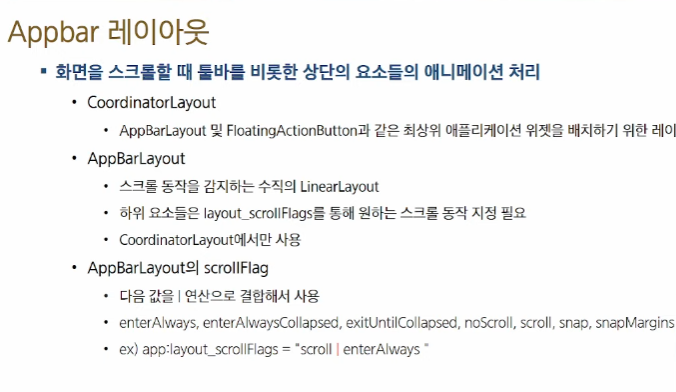 Appbar 레이아웃
▪ 화면을 스크롤할 때 툴바를 비롯한 상단의 요소들의 애니메이션 처리
• CoordinatorLayout
• AppBarLayout 및 FloatingActionButton과 같은 최상위 애플리케이션 위젯을 배치하기 위한 레이
• AppBarLayout
• 스크롤 동작을 감지하는 수직의 LinearLayout
• 하위 요소들은 layout_scrollFlags를 통해 원하는 스크롤 동작 지정 필요
• CoordinatorLayout에서만 사용
• AppBarLayout의 scrollFlag
• 다음 값을 | 연산으로 결합해서 사용
• enterAlways, enterAlwaysCollapsed, exitUntilCollapsed, noScroll, scroll, snap, snapMargins
• ex) app:layout_scrollFlags = "scroll | enterAlways "